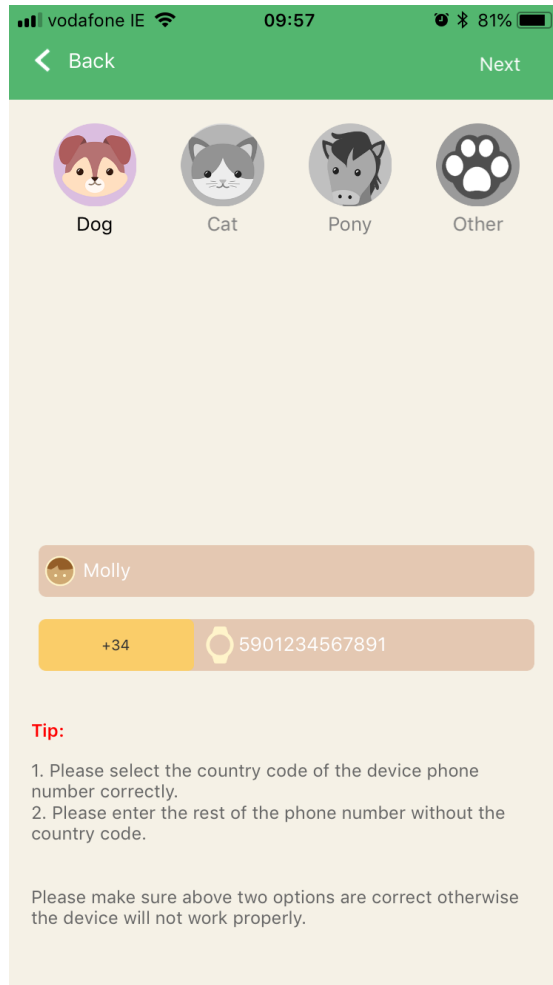 vodafone IE 09:57 81%
Back
Next
Dog Cat Pony Other
Molly
+34 5901234567891
Tip:
1. Please select the country code of the device phone
number correctly.
2. Please enter the rest of the phone number without the
country code.
Please make sure above two options are correct otherwise
the device will not work properly.